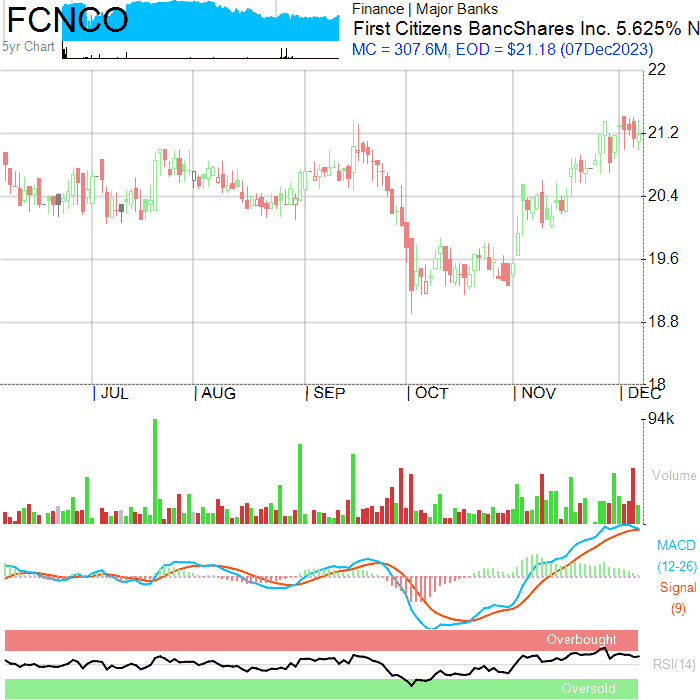 FCNCO
5yr Chart
Finance | Major Banks
First Citizens BancShares Inc. 5.625% N
MC = 307.6M, EOD = $21.18 (07Dec2023)
22
21.2
20.4
19.6
18.8
18
| JUL | AUG | SEP | OCT | NOV | DEC
94k
Volume
MACD
(12-26)
Signal
(9)
Overbought
RSI(14)
Oversold